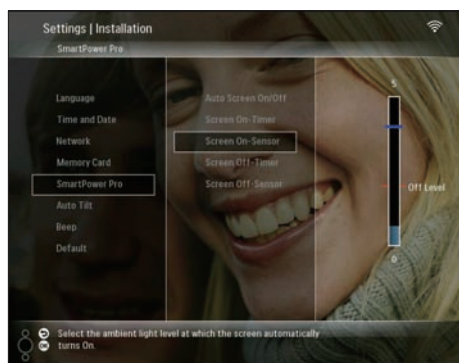 Settings | Installation
SmartPower Pro
Language
Time and Date
Network
Memory Card
SmartPower Pro
Auto Tilt
Beep
Default
Auto Screen On/Off
Screen On-Timer
Screen On-Sensor
Screen Off-Timer
Screen Off-Sensor
5
Off Level
0
Select the ambient light level at which the screen automatically
turns On.